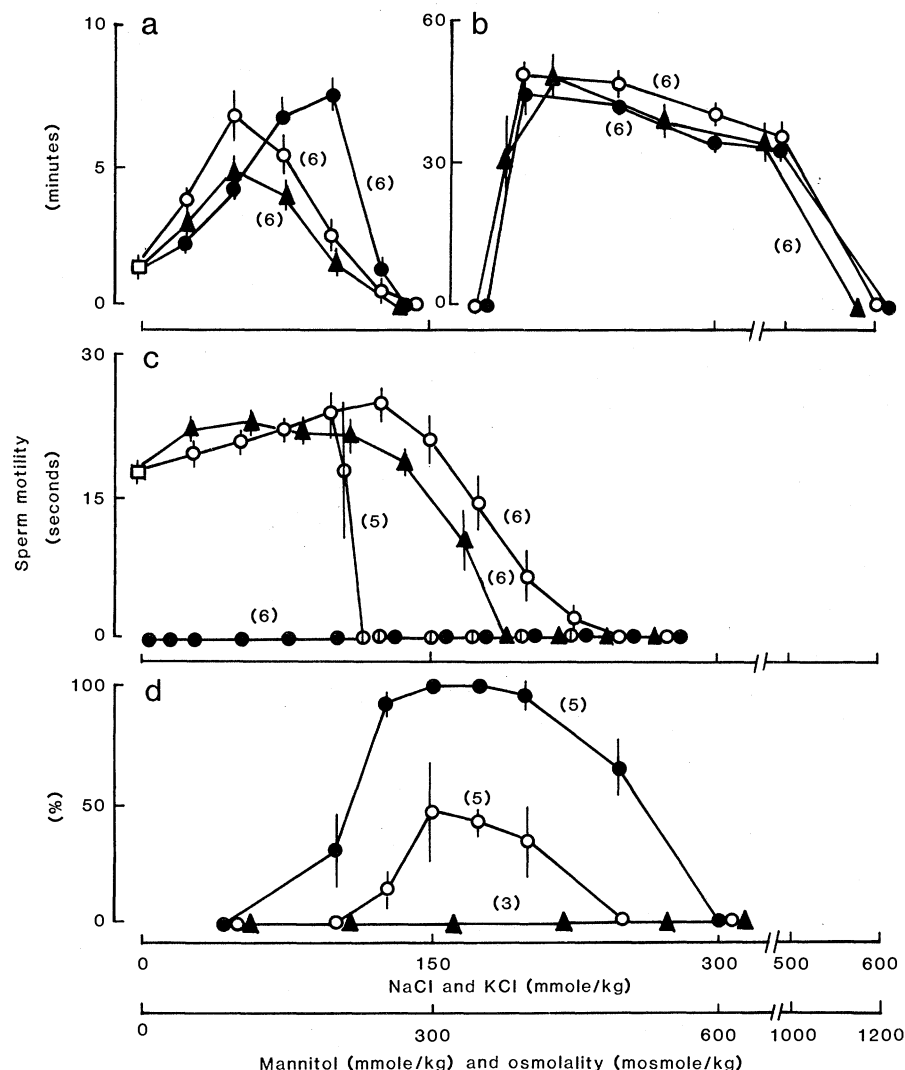 a
10
5
0
(minutes)
(6)
(6)
(6)
b
60
30
0
(6)
(6)
(6)
c
30
15
0
Sperm motility
(seconds)
(5)
(6)
(6)
(6)
d
100
50
0
(%)
(5)
(5)
(3)
0 150 300 500 600
NaCl and KCl (mmole/kg)
0 300 600 1000 1200
Mannitol (mmole/kg) and osmolality (mosmole/kg)